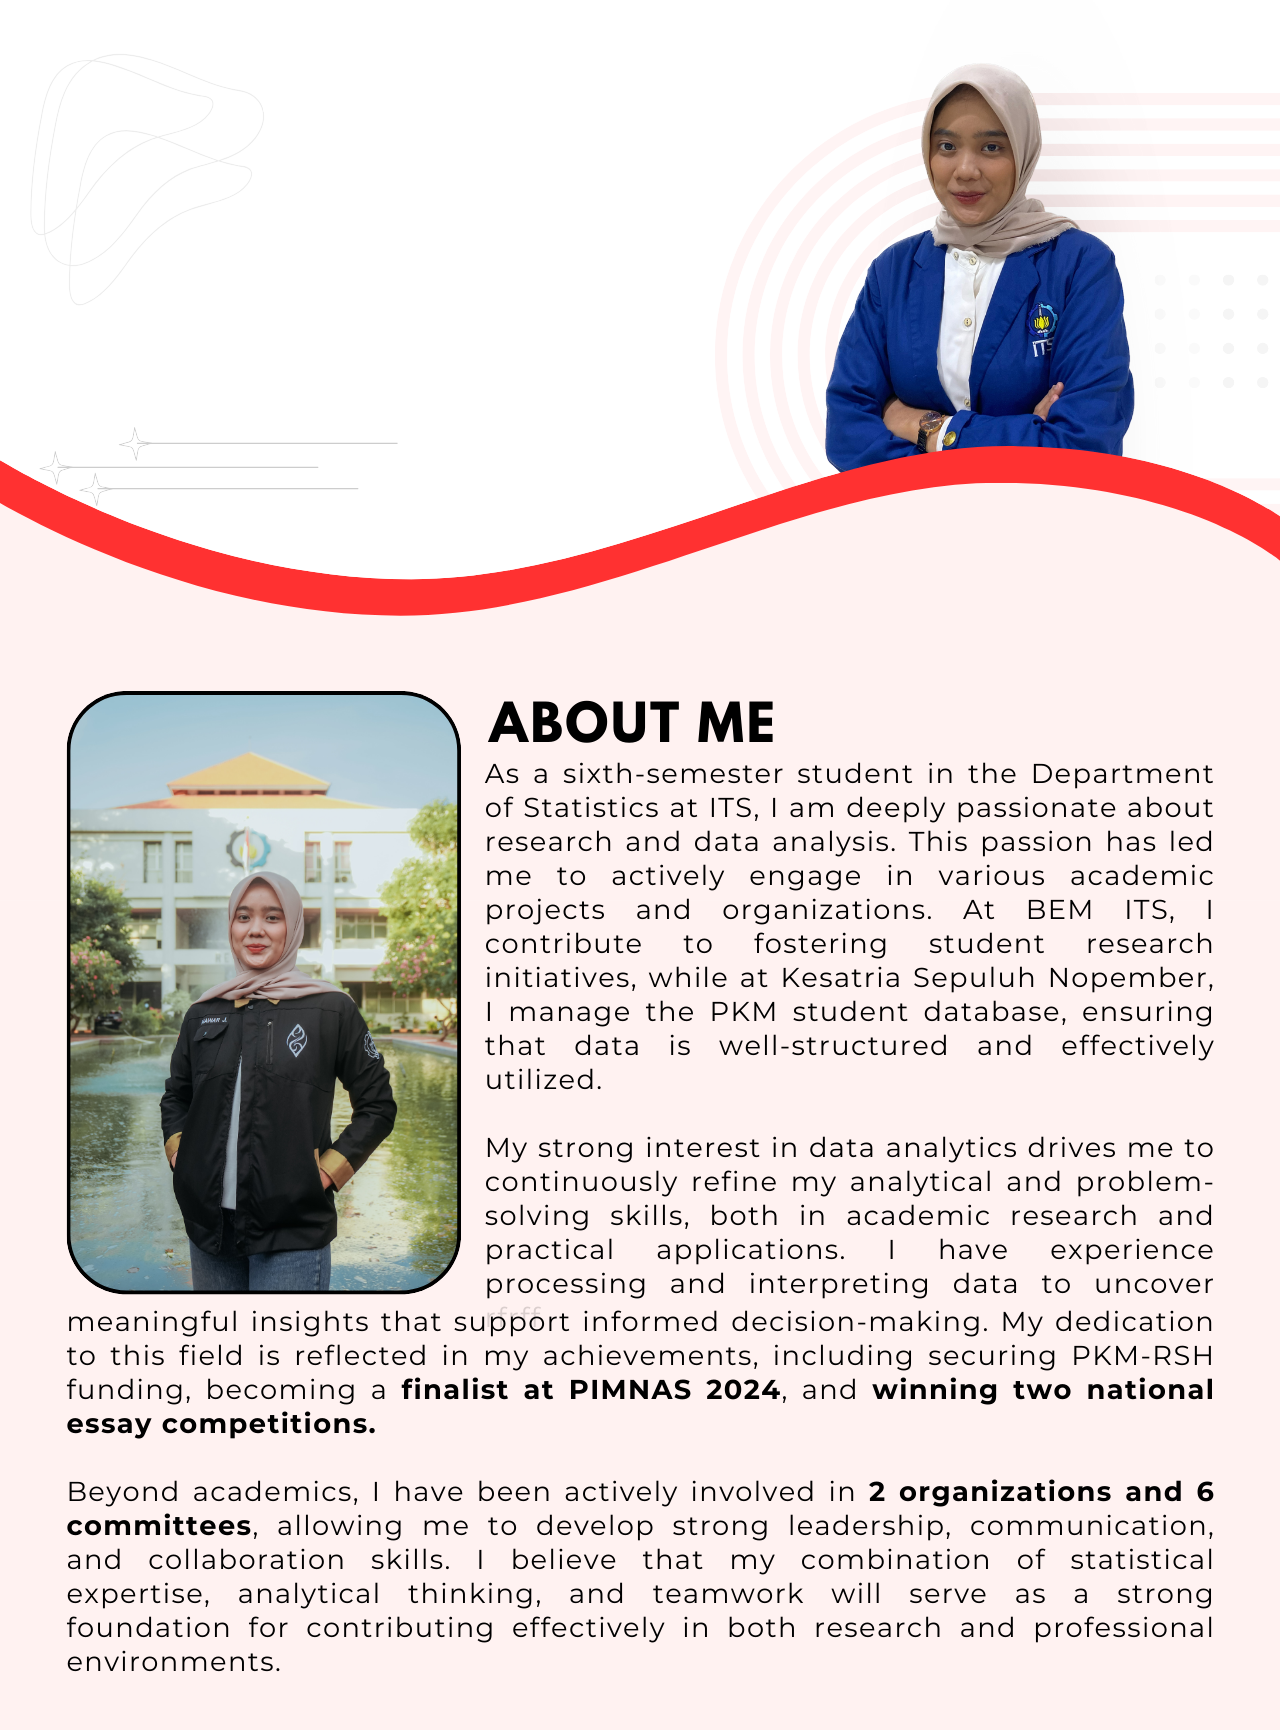 ITS
ABOUT ME
As a sixth-semester student in the Department
of Statistics at ITS, I am deeply passionate about
research and data analysis. This passion has led
me to actively engage in various academic
projects and organizations. At BEM ITS, I
contribute to fostering student research
initiatives, while at Kesatria Sepuluh Nopember,
I manage the PKM student database, ensuring
that data is well-structured and effectively
utilized.
My strong interest in data analytics drives me to
continuously refine my analytical and problem-
solving skills, both in academic research and
practical applications. I have experience
processing and interpreting data to uncover
rfrff
meaningful insights that support informed decision-making. My dedication
to this field is reflected in my achievements, including securing PKM-RSH
funding, becoming a finalist at PIMNAS 2024, and winning two national
essay competitions.
Beyond academics, I have been actively involved in 2 organizations and 6
committees, allowing me to develop strong leadership, communication,
and collaboration skills. I believe that my combination of statistical
expertise, analytical thinking, and teamwork will serve as a strong
foundation for contributing effectively in both research and professional
environments.